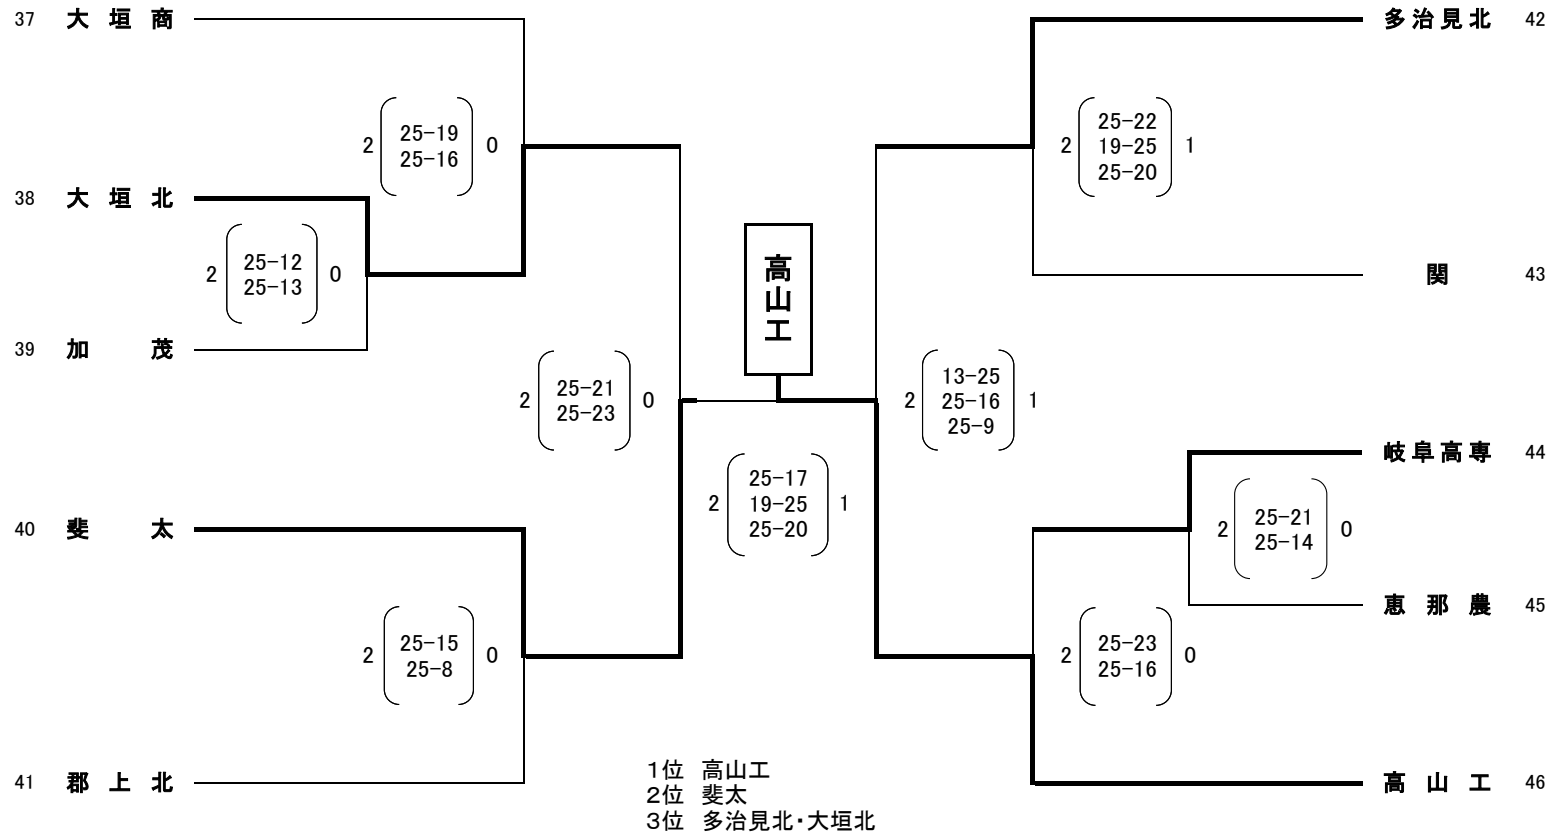 37 大垣商
2 25-19 0
25-16
38 大垣北
2 25-12 0
25-13
39 加茂
2 25-21 0
25-23
40 斐太
2 25-15 0
25-8
41 郡上北
高山工
2 25-17 1
19-25
25-20
多治見北 42
25-22
2 19-25 1
25-20
関 43
13-25
2 25-16 1
25-9
岐阜高専 44
2 25-21 0
25-14
恵那農 45
2 25-23 0
25-16
高山工 46
1位 高山工
2位 斐太
3位 多治見北・大垣北